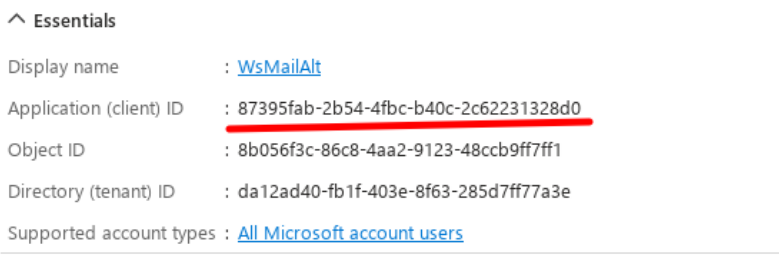 Essentials
Display name : WsMailAlt
Application (client) ID : 87395fab-2b54-4fbc-b40c-2c62231328d0
Object ID : 8b056f3c-86c8-4aa2-9123-48ccb9ff7ff1
Directory (tenant) ID : da12ad40-fb1f-403e-8f63-285d7ff77a3e
Supported account types : All Microsoft account users